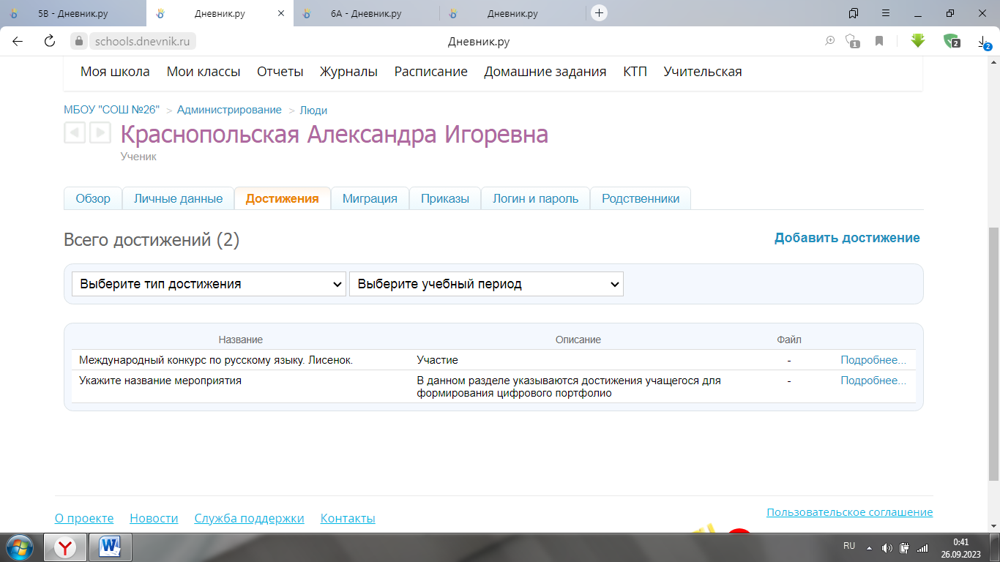 5В - Дневник.ру
Дневник.ру
6А - Дневник.ру
Дневник.ру
schools.dnevnik.ru
Дневник.ру
1
2
2
Моя школа Мои классы Отчеты Журналы Расписание Домашние задания КТП Учительская
МБОУ "СОШ №26" > Администрирование > Люди
Краснопольская Александра Игоревна
Ученик
Обзор Личные данные Достижения Миграция Приказы Логин и пароль Родственники
Всего достижений (2)
Добавить достижение
Выберите тип достижения Выберите учебный период
Название Описание Файл
Международный конкурс по русскому языку. Лисенок. Участие - Подробнее...
Укажите название мероприятия В данном разделе указываются достижения учащегося для - Подробнее...
формирования цифрового портфолио
О проекте Новости Служба поддержки Контакты
Пользовательское соглашение
RU
0:41
26.09.2023